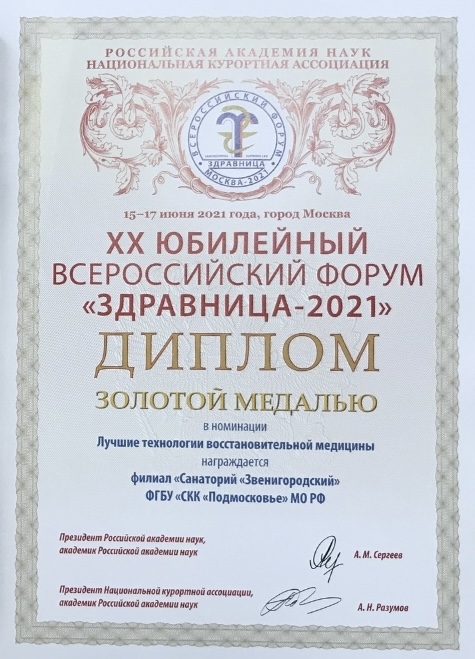 РОССИЙСКАЯ АКАДЕМИЯ НАУК
НАЦИОНАЛЬНАЯ КУРОРТНАЯ АССОЦИАЦИЯ
ВСЕРОССИЙСКИЙ ФОРУМ
ЗДРАВНИЦА
МОСКВА-2021
15–17 июня 2021 года, город Москва
XX ЮБИЛЕЙНЫЙ
ВСЕРОССИЙСКИЙ ФОРУМ
«ЗДРАВНИЦА-2021»
ДИПЛОМ
ЗОЛОТОЙ МЕДАЛЬЮ
в номинации
Лучшие технологии восстановительной медицины
награждается
филиал «Санаторий «Звенигородский»
ФГБУ «СКК «Подмосковье» МО РФ
Президент Российской академии наук,
академик Российской академии наук
А. М. Сергеев
Президент Национальной курортной ассоциации,
академик Российской академии наук
А. Н. Разумов